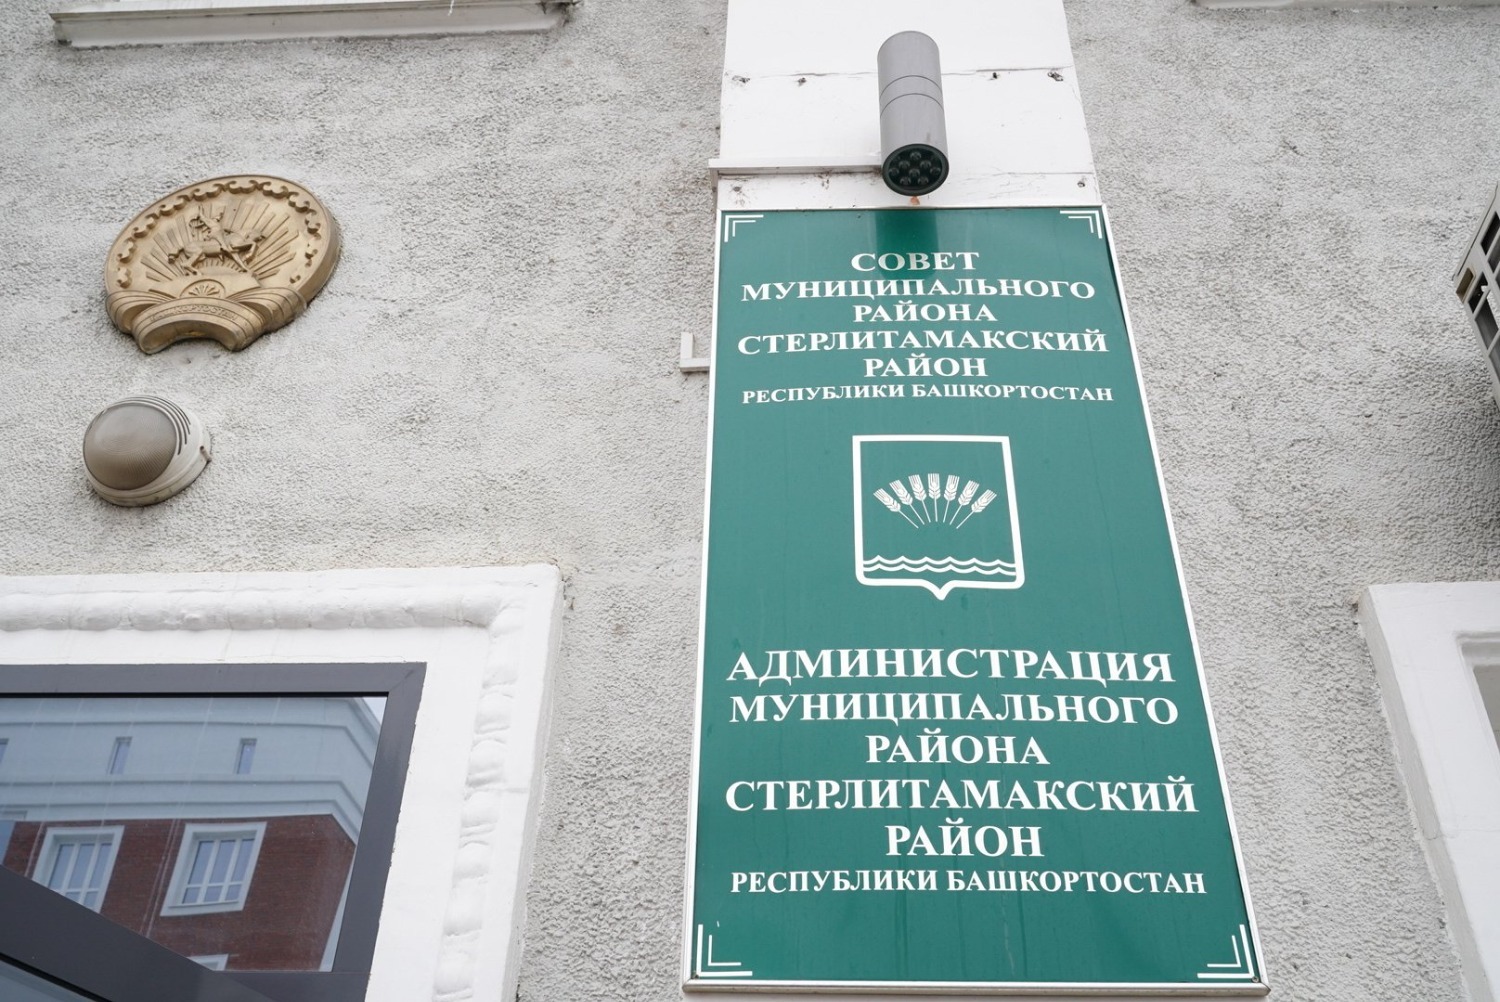 СОВЕТ
МУНИЦИПАЛЬНОГО
РАЙОНА
СТЕРЛИТАМАКСКИЙ
РАЙОН
РЕСПУБЛИКИ БАШКОРТОСТАН
АДМИНИСТРАЦИЯ
МУНИЦИПАЛЬНОГО
РАЙОНА
СТЕРЛИТАМАКСКИЙ
РАЙОН
РЕСПУБЛИКИ БАШКОРТОСТАН